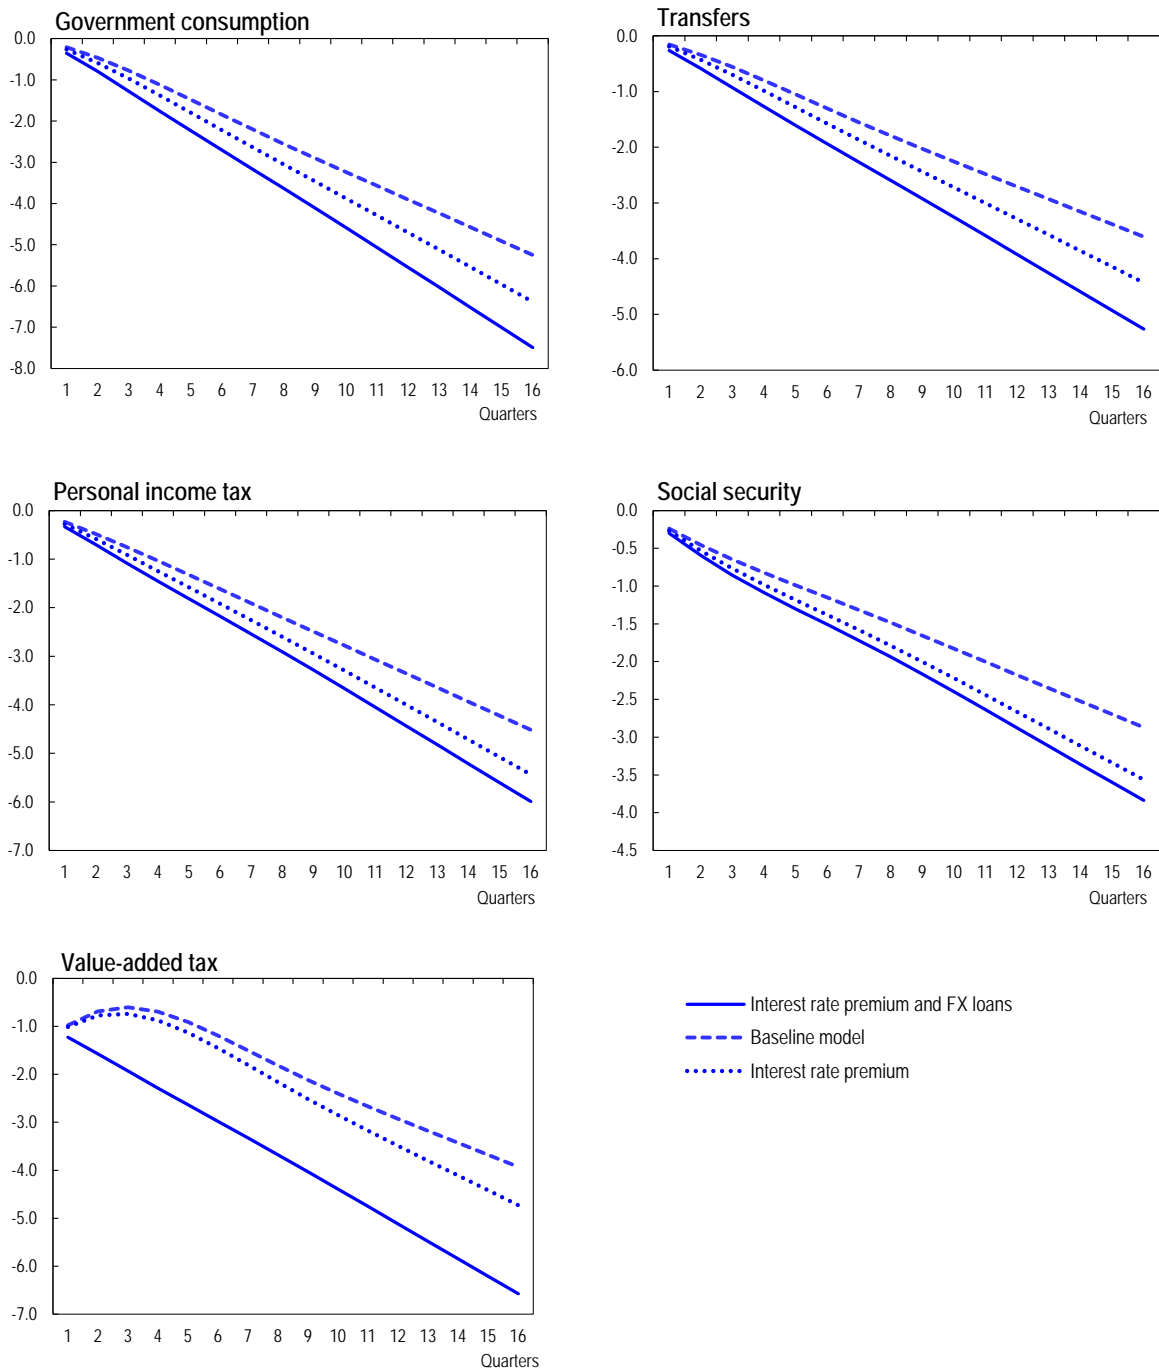 Government consumption
0.0
-1.0
-2.0
-3.0
-4.0
-5.0
-6.0
-7.0
-8.0
1 2 3 4 5 6 7 8 9 10 11 12 13 14 15 16
Quarters
Transfers
0.0
-1.0
-2.0
-3.0
-4.0
-5.0
-6.0
1 2 3 4 5 6 7 8 9 10 11 12 13 14 15 16
Quarters
Personal income tax
0.0
-1.0
-2.0
-3.0
-4.0
-5.0
-6.0
-7.0
1 2 3 4 5 6 7 8 9 10 11 12 13 14 15 16
Quarters
Social security
0.0
-0.5
-1.0
-1.5
-2.0
-2.5
-3.0
-3.5
-4.0
-4.5
1 2 3 4 5 6 7 8 9 10 11 12 13 14 15 16
Quarters
Value-added tax
0.0
-1.0
-2.0
-3.0
-4.0
-5.0
-6.0
-7.0
1 2 3 4 5 6 7 8 9 10 11 12 13 14 15 16
Quarters
Interest rate premium and FX loans
Baseline model
Interest rate premium